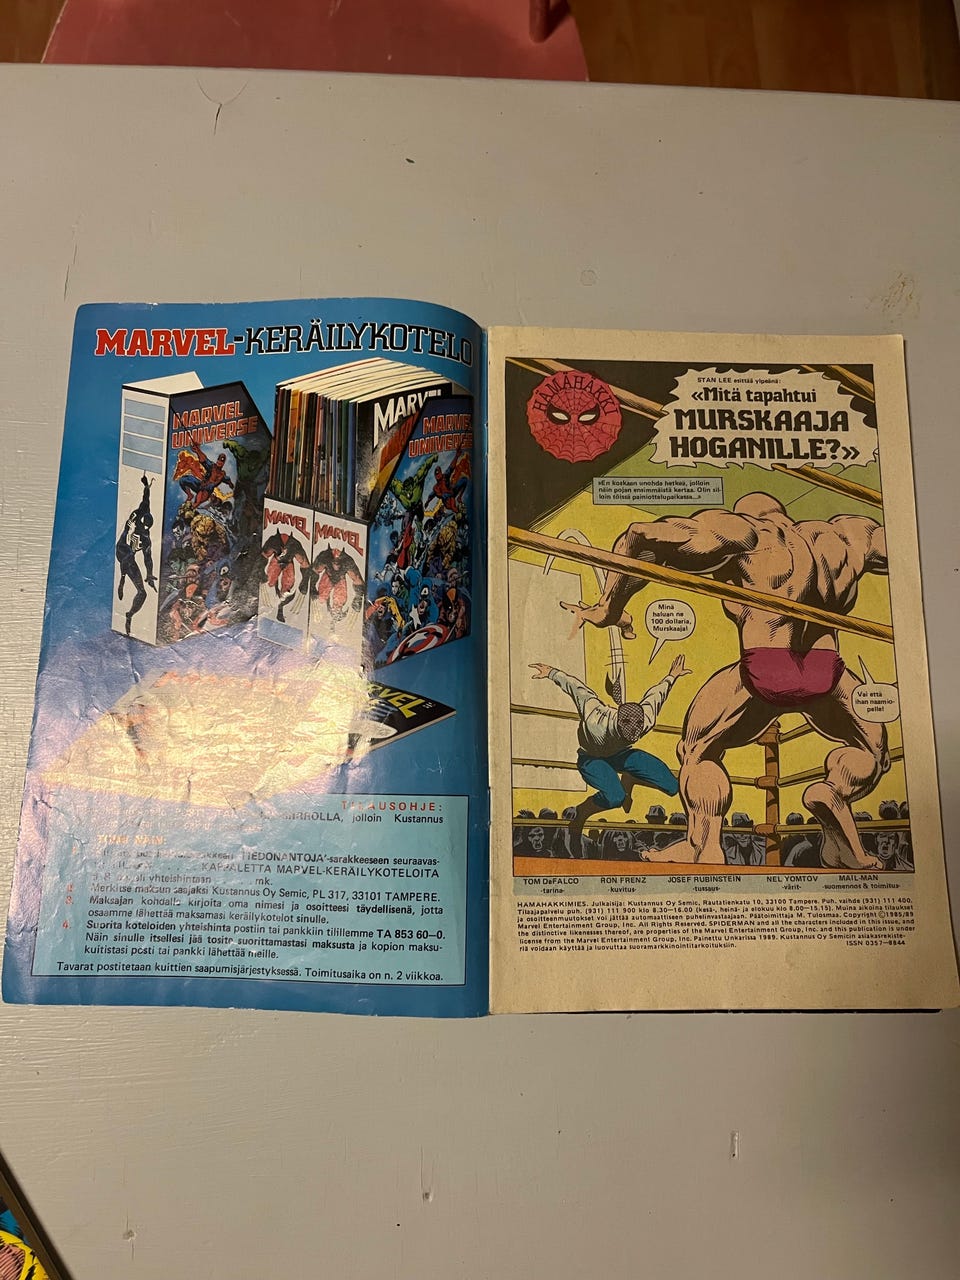 MARVEL-KERÄILYKOTELO
MARVEL
UNIVERSE
MARVEL
MARVEL
UNIVERSE
MARVEL
MARVEL
MARVEL
TILAUSOHJE:
jolloin Kustannus
TIEDONANTOJA'-sarakkeeseen seuraavas-
KAPPALETTA MARVEL-KERÄILYKOTELOITA
yhteishintaan mk.
2. Merkitse maksun saajaksi Kustannus Oy Semic, PL 317, 33101 TAMPERE.
3. Maksajan kohdalla kirjoita oma nimesi ja osoitteesi täydellisenä, jotta
osaamme lähettää maksamasi keräilykotelot sinulle.
4. Suorita koteloiden yhteishinta postiin tai pankkiin tilillemme TA 853 60—0.
Näin sinulle itsellesi jää tosite suorittamastasi maksusta ja kopion maksu-
kuitistasi posti tai pankki lähettää meille.
Tavarat postitetaan kuittien saapumisjärjestyksessä. Toimitusaika on n. 2 viikkoa.
HÄMÄHÄKKI
STAN LEE esittää ylpeänä:
«Mitä tapahtui
MURSKAAJA
HOGANILLE?»
»En koskaan unohda hetkeä, jolloin
näin pojan ensimmäistä kertaa. Olin sil-
loin töissä painiottelupaikassa...»
Minä
haluan ne
100 dollaria,
Murskaaja!
Vai että
ihan naamio-
pelle!
TOM DeFALCO
-tarina-
RON FRENZ
-kuvitus-
JOSEF RUBINSTEIN
-tussaus-
NEL YOMTOV
-värit-
MAIL-MAN
-suomennos & toimitus-
HÄMÄHÄKKIMIES. Julkaisija: Kustannus Oy Semic, Rautatienkatu 10, 33100 Tampere. Puh. vaihde (931) 111 400.
Tilaajapalvelu puh. (931) 111 900 klo 8.30—16.00 (kesä-, heinä- ja elokuu klo 8.00—15.15). Muina aikoina tilaukset
ja osoitteenmuutokset voi jättää automaattiseen puhelinvastaajaan. Päätoimittaja M. Tulosmaa. Copyright ©1985/89
Marvel Entertainment Group, Inc. All Rights Reserved. SPIDERMAN and all the characters included in this issue, and
the distinctive likenesses thereof, are properties of the Marvel Entertainment Group, Inc. and this publication is under
license from the Marvel Entertainment Group, Inc. Painettu Unkarissa 1989. Kustannus Oy Semicin asiakasrekiste-
riä voidaan käyttää ja luovuttaa suoramarkkinointitarkoituksiin.
ISSN 0357—8844